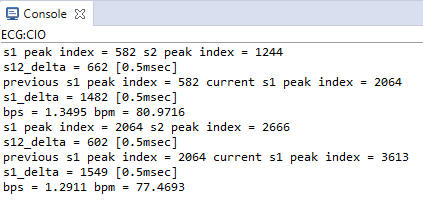 Console
ECG:CIO
s1 peak index = 582 s2 peak index = 1244
s12_delta = 662 [0.5msec]
previous s1 peak index = 582 current s1 peak index = 2064
s1_delta = 1482 [0.5msec]
bps = 1.3495 bpm = 80.9716
s1 peak index = 2064 s2 peak index = 2666
s12_delta = 602 [0.5msec]
previous s1 peak index = 2064 current s1 peak index = 3613
s1_delta = 1549 [0.5msec]
bps = 1.2911 bpm = 77.4693